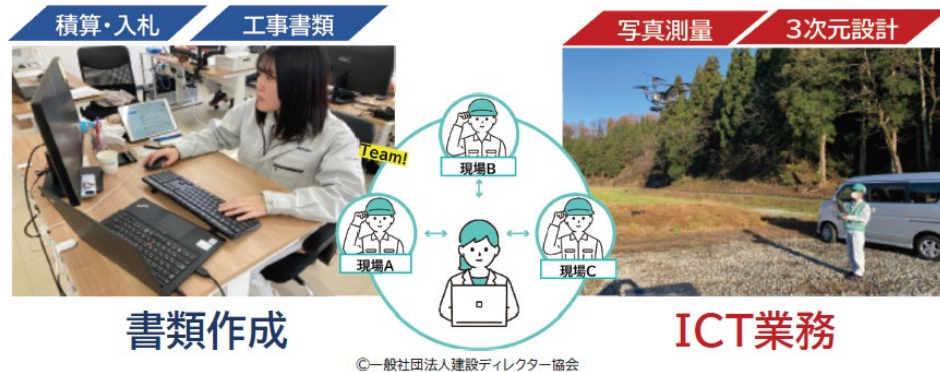 積算・入札
工事書類
写真測量
3次元設計
Team!
現場B
現場A
現場C
書類作成
ICT業務
©一般社団法人建設ディレクター協会